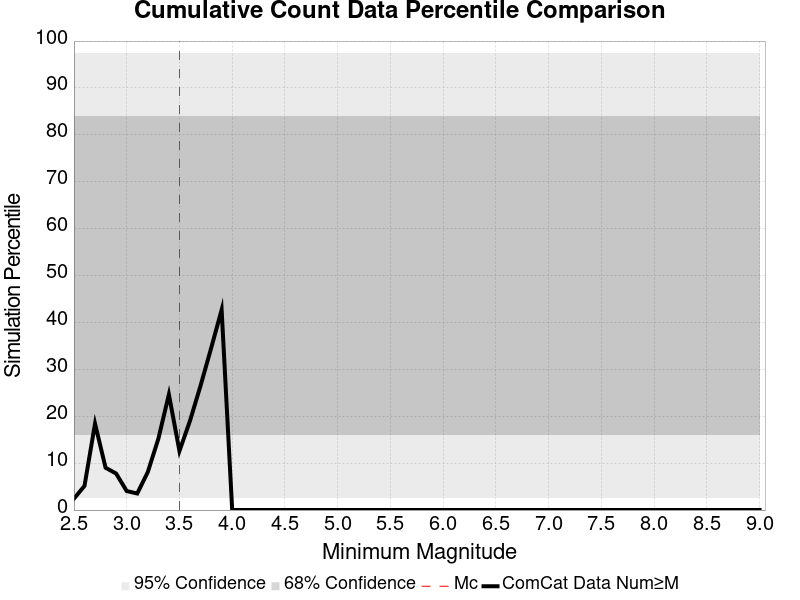 Cumulative Count Data Percentile Comparison
100
90
80
70
60
50
40
30
20
10
0
Simulation Percentile
2.5 3.0 3.5 4.0 4.5 5.0 5.5 6.0 6.5 7.0 7.5 8.0 8.5 9.0
Minimum Magnitude
95% Confidence 68% Confidence Mc ComCat Data Num≥M